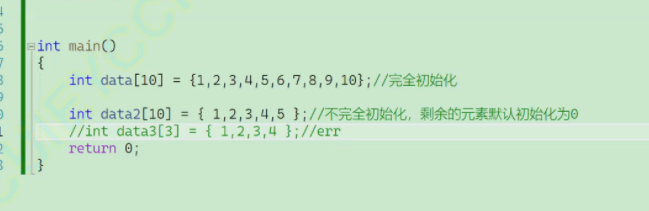 int main()
{
int data[10] = {1,2,3,4,5,6,7,8,9,10};//完全初始化
int data2[10] = { 1,2,3,4,5 };//不完全初始化，剩余的元素默认初始化为0
//int data3[3] = { 1,2,3,4 };//err
return 0;
}